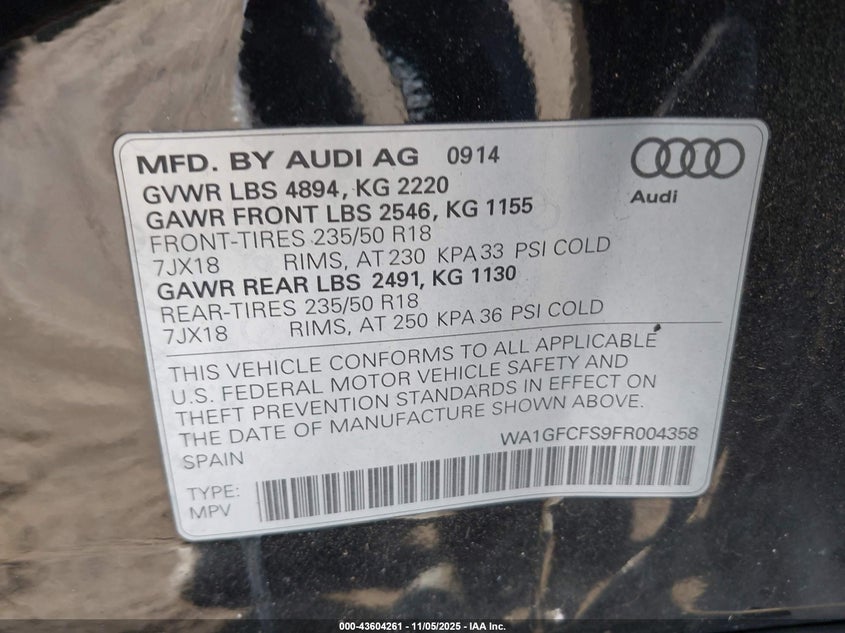 MFD. BY AUDI AG 0914
Audi
GVWR LBS 4894, KG 2220
GAWR FRONT LBS 2546, KG 1155
FRONT-TIRES 235/50 R18
7JX18 RIMS, AT 230 KPA 33 PSI COLD
GAWR REAR LBS 2491, KG 1130
REAR-TIRES 235/50 R18
7JX18 RIMS, AT 250 KPA 36 PSI COLD
THIS VEHICLE CONFORMS TO ALL APPLICABLE
U.S. FEDERAL MOTOR VEHICLE SAFETY AND
THEFT PREVENTION STANDARDS IN EFFECT ON
THE DATE OF MANUFACTURE SHOWN ABOVE.
SPAIN WA1GFCFS9FR004358
TYPE:
MPV
000-43604261 - 11/05/2025 - IAA Inc.